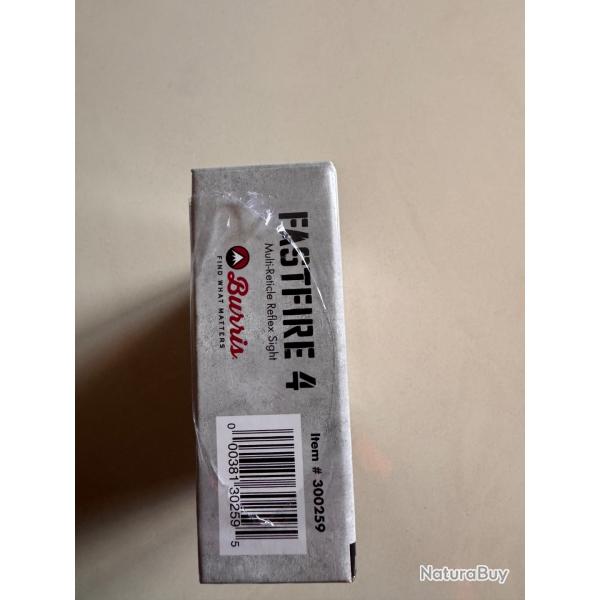 FASTFIRE 4
Multi-Reticle Reflex Sight
Burris
FIND WHAT MATTERS
Item # 300259
0 00381 30259 5
NaturaBuy